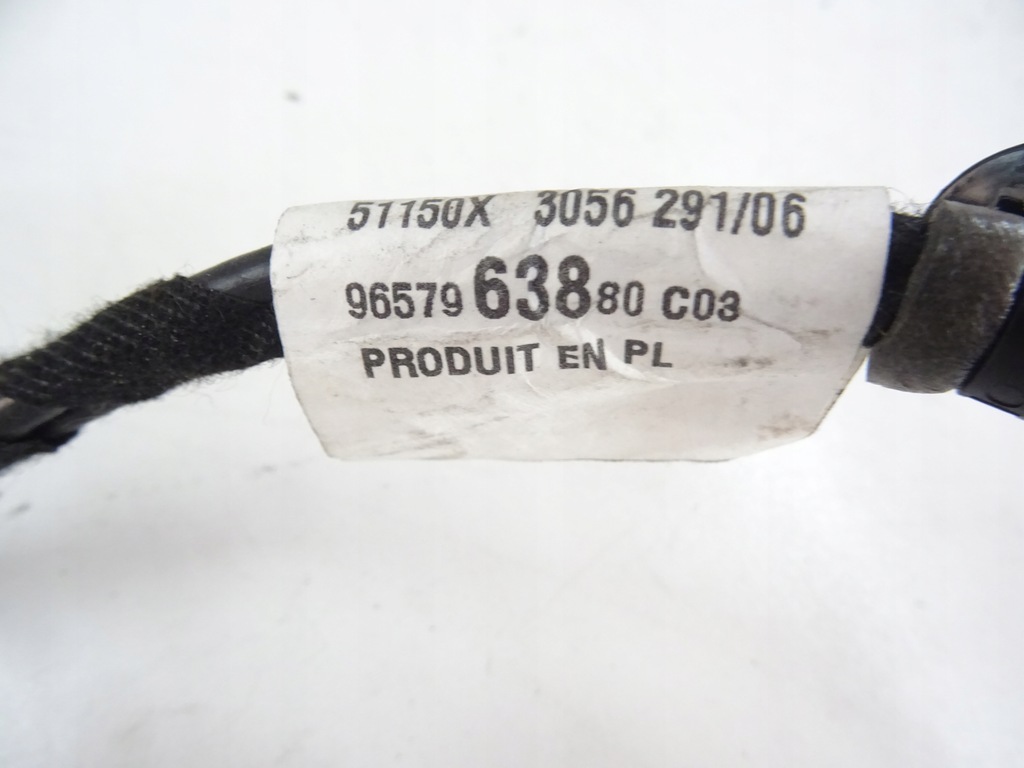 51150X 3056 291/06
96579 638 80 C03
PRODUIT EN PL